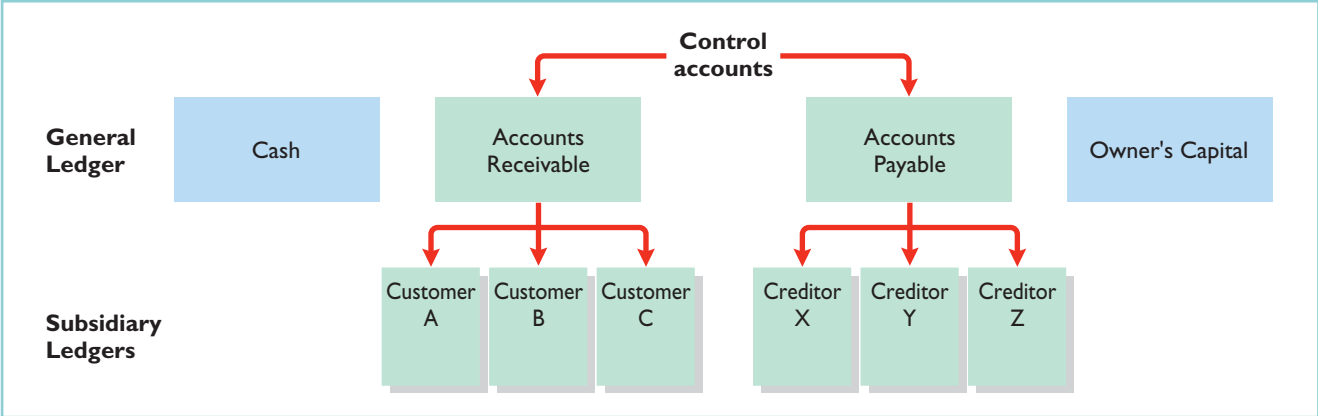 Control
accounts
General
Ledger
Cash
Accounts
Receivable
Accounts
Payable
Owner's Capital
Subsidiary
Ledgers
Customer
A
Customer
B
Customer
C
Creditor
X
Creditor
Y
Creditor
Z